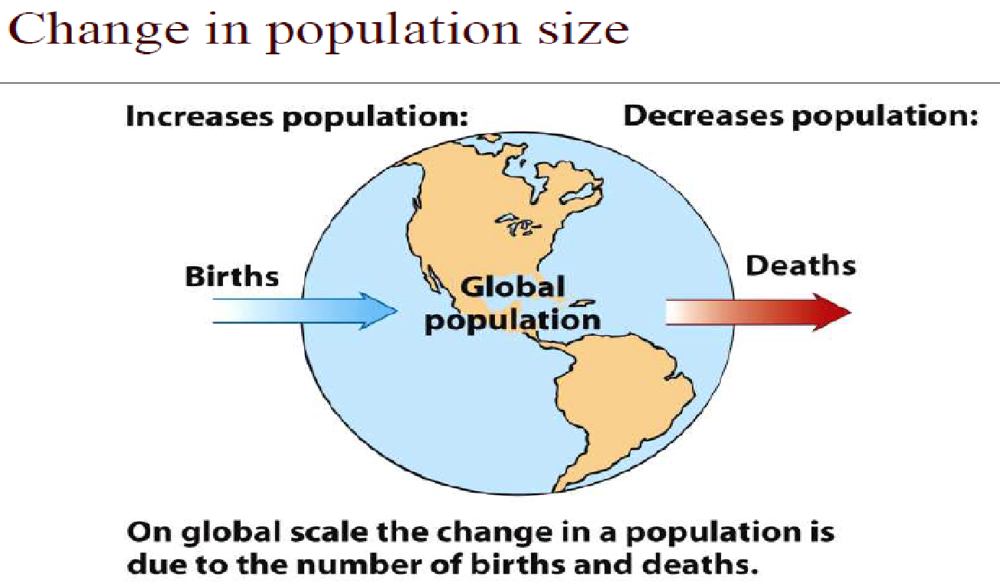 Change in population size
Increases population:
Decreases population:
Births
Deaths
Global
population
On global scale the change in a population is
due to the number of births and deaths.